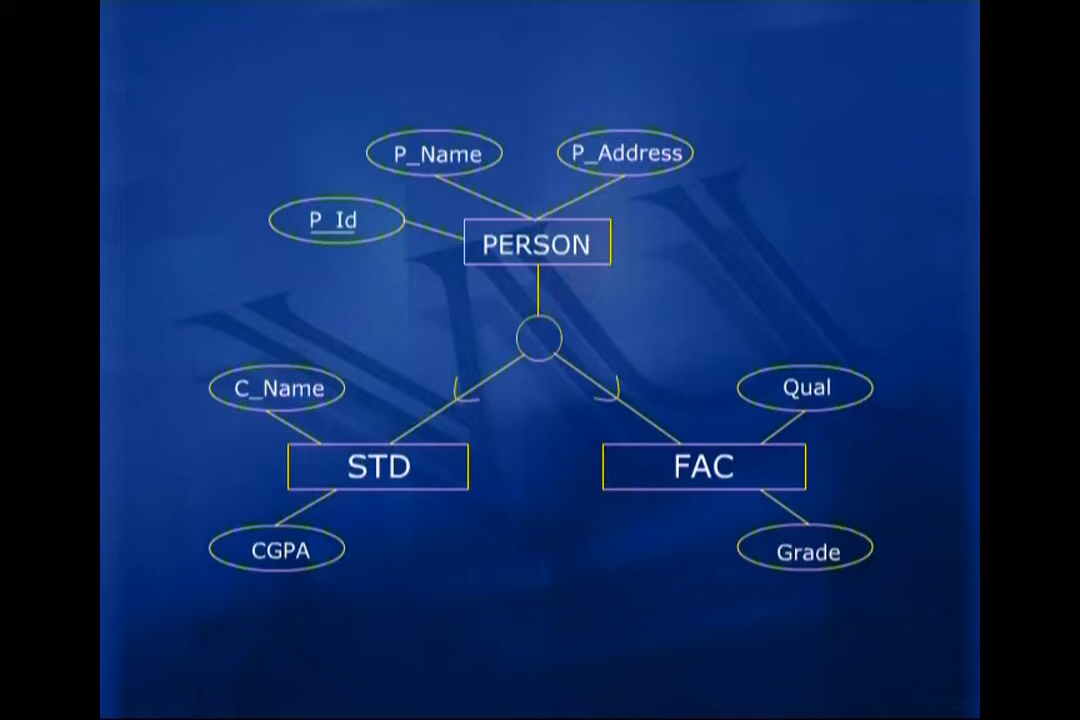 P_Name
P_Address
P_Id
PERSON
C_Name
Qual
STD
FAC
CGPA
Grade